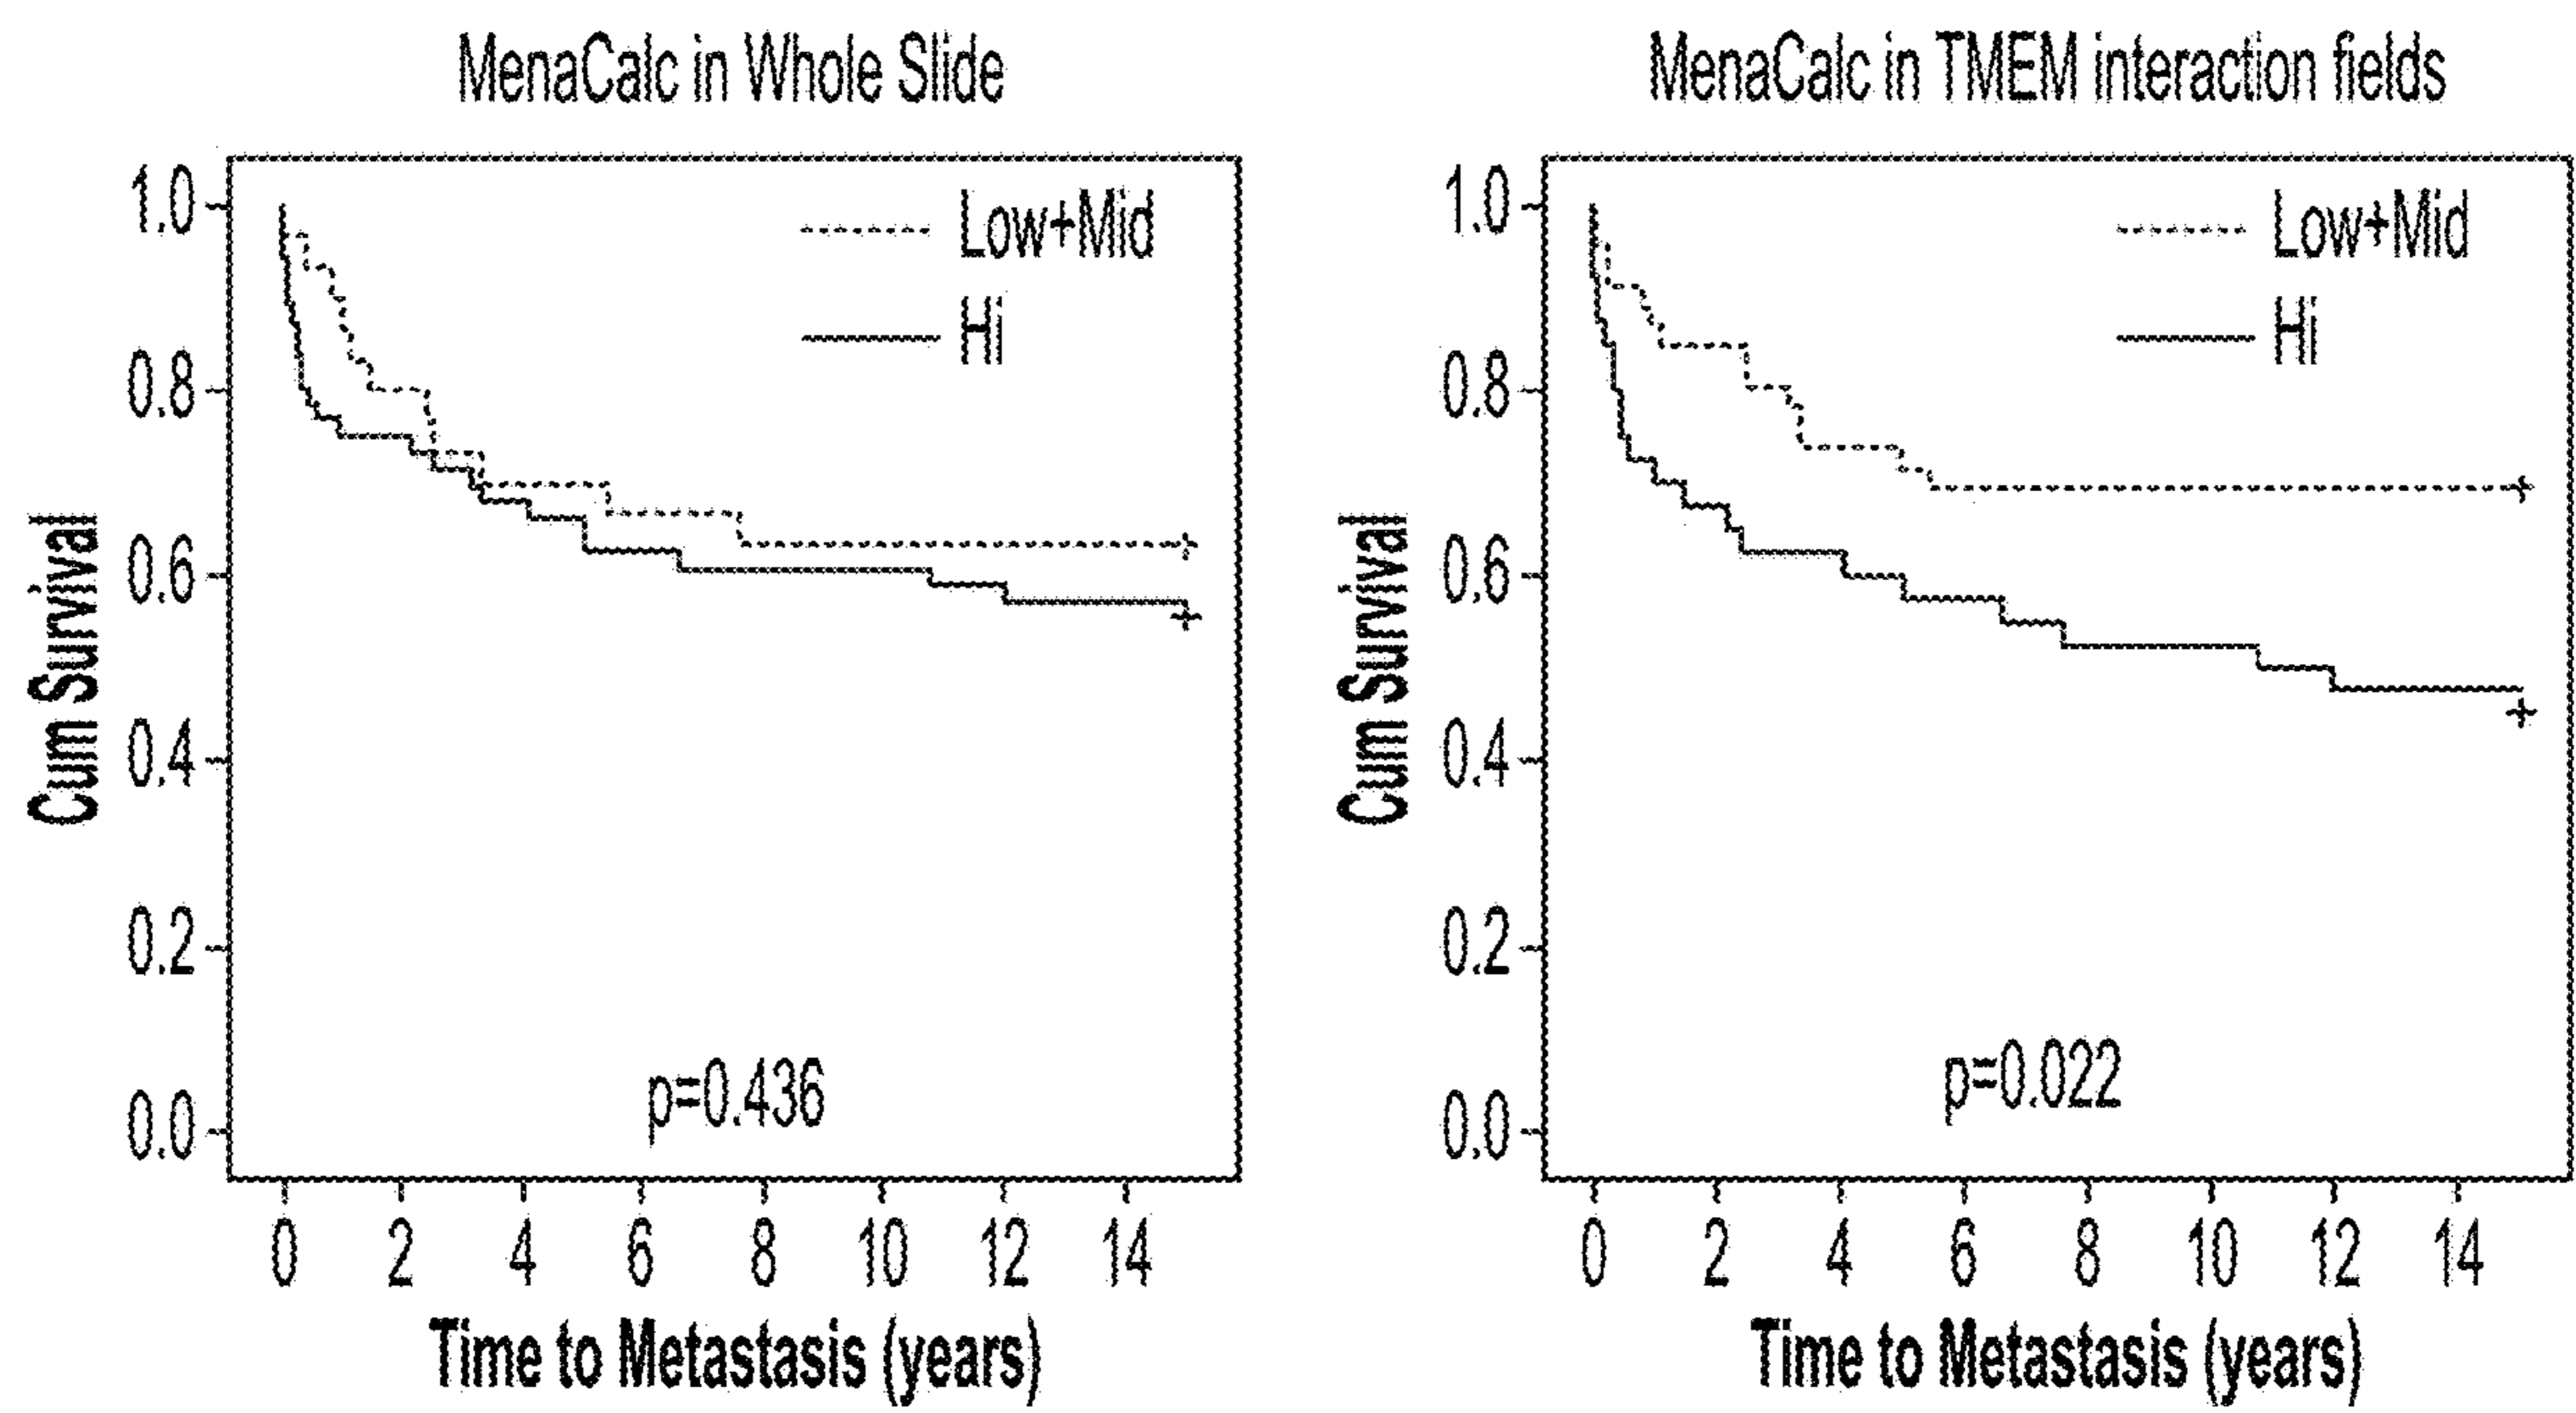 MenaCalc in Whole Slide
Cum Survival
1.0
0.8
0.6
0.4
0.2
0.0
Low+Mid
Hi
p=0.436
0 2 4 6 8 10 12 14
Time to Metastasis (years)
MenaCalc in TMEM interaction fields
Cum Survival
1.0
0.8
0.6
0.4
0.2
0.0
Low+Mid
Hi
p=0.022
0 2 4 6 8 10 12 14
Time to Metastasis (years)